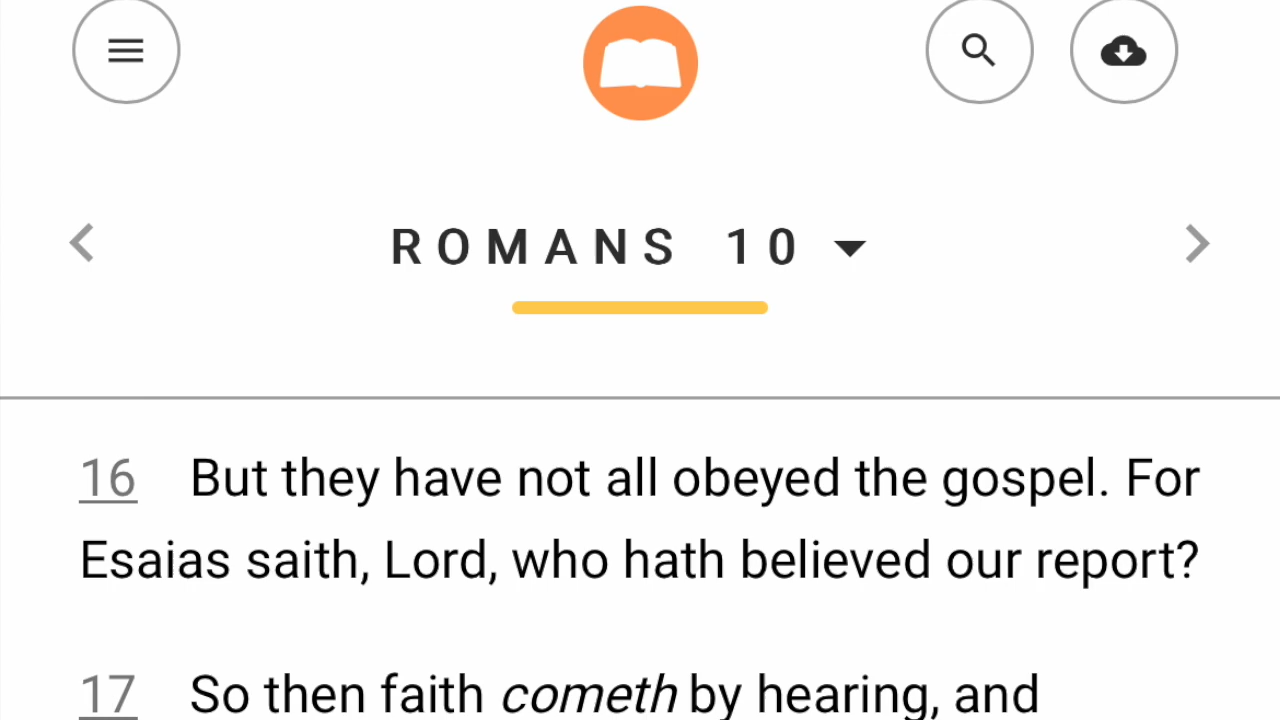 ROMANS 10
16 But they have not all obeyed the gospel. For
Esaias saith, Lord, who hath believed our report?
17 So then faith cometh by hearing, and